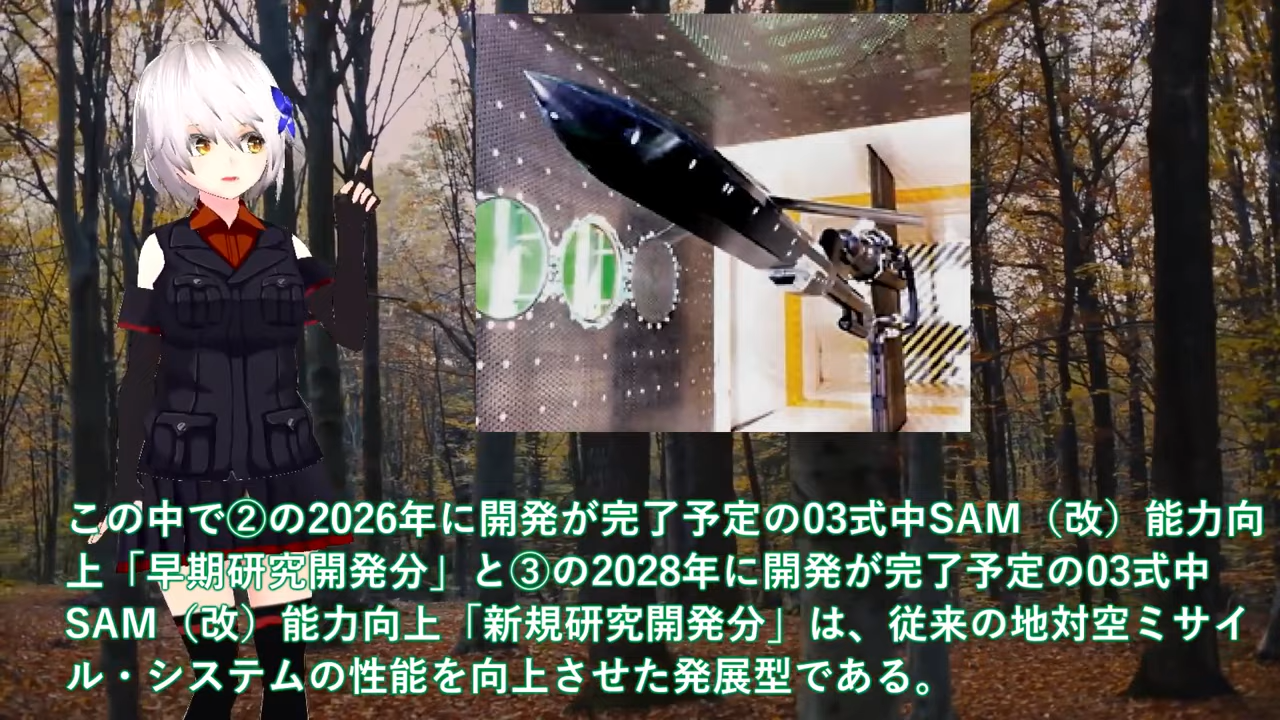 この中で②の2026年に開発が完了予定の03式中SAM（改）能力向
上「早期研究開発分」と③の2028年に開発が完了予定の03式中
SAM（改）能力向上「新規研究開発分」は、従来の地対空ミサイ
ル・システムの性能を向上させた発展型である。